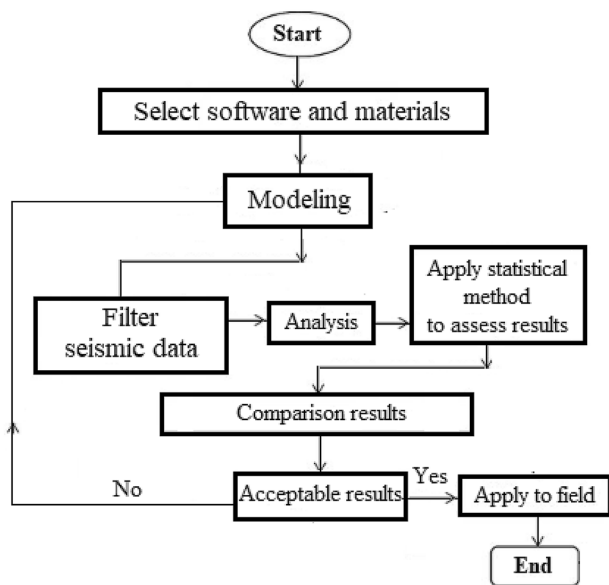 Start
Select software and materials
Modeling
Filter
seismic data
Analysis
Apply statistical
method
to assess results
Comparison results
Acceptable results
No
Yes
Apply to field
End